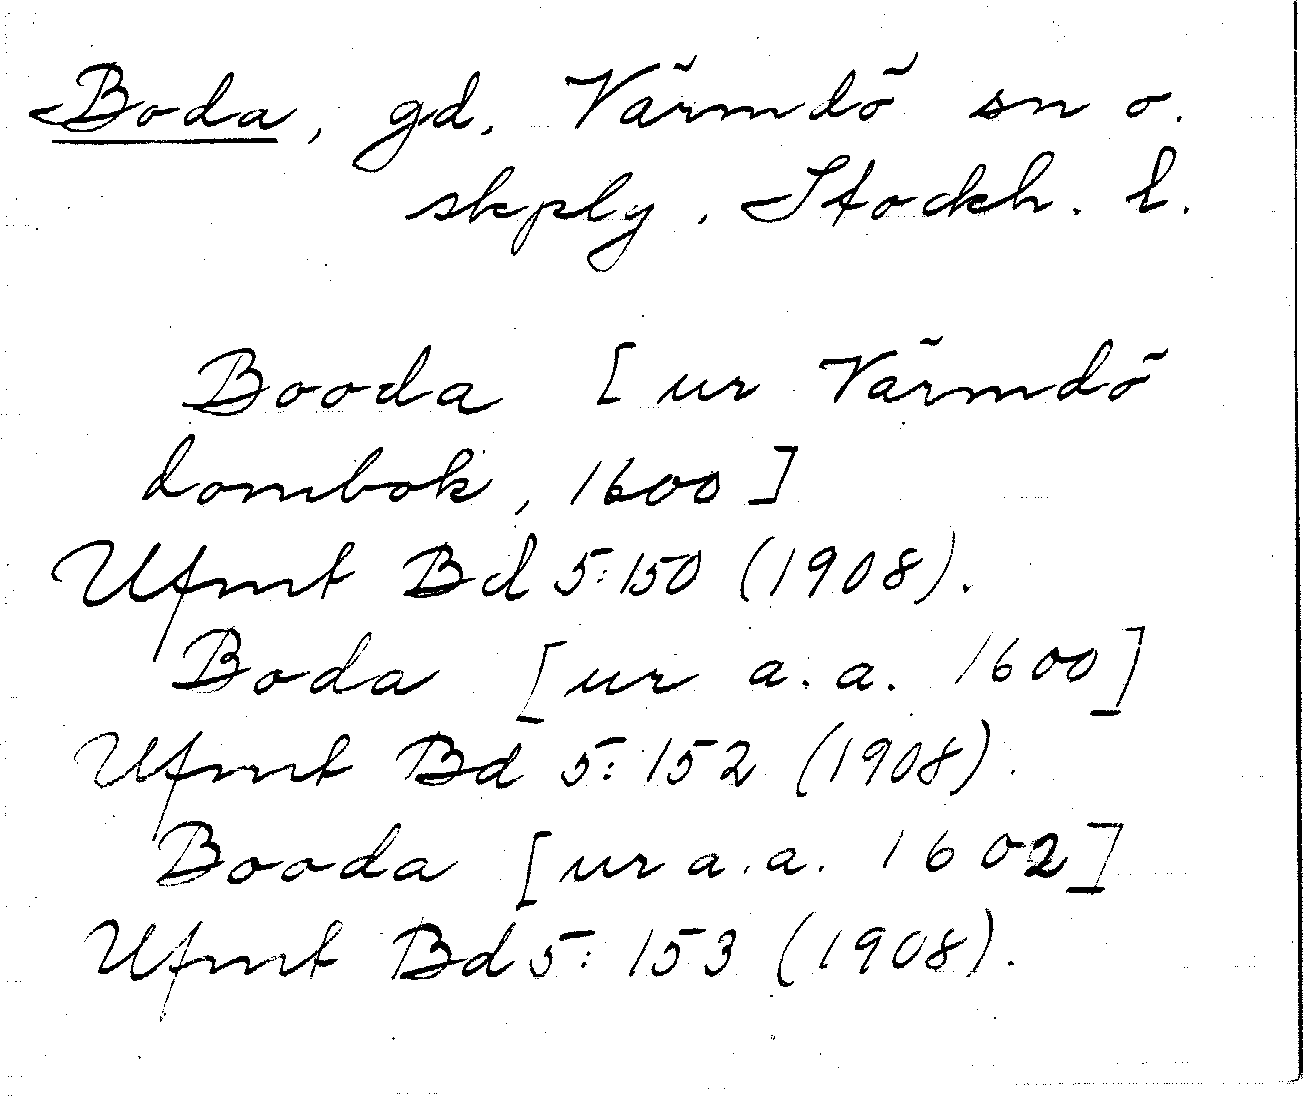 Boda, gd, Värmdö sn o.
skplg. Stockh. l.
Booda [ur Värmdö
dombok, 1600]
Ufmt Bd 5:150 (1908).
Boda [ur a.a. 1600]
Ufmt Bd 5:152 (1908).
Booda [ur a.a. 1602]
Ufmt Bd 5:153 (1908).